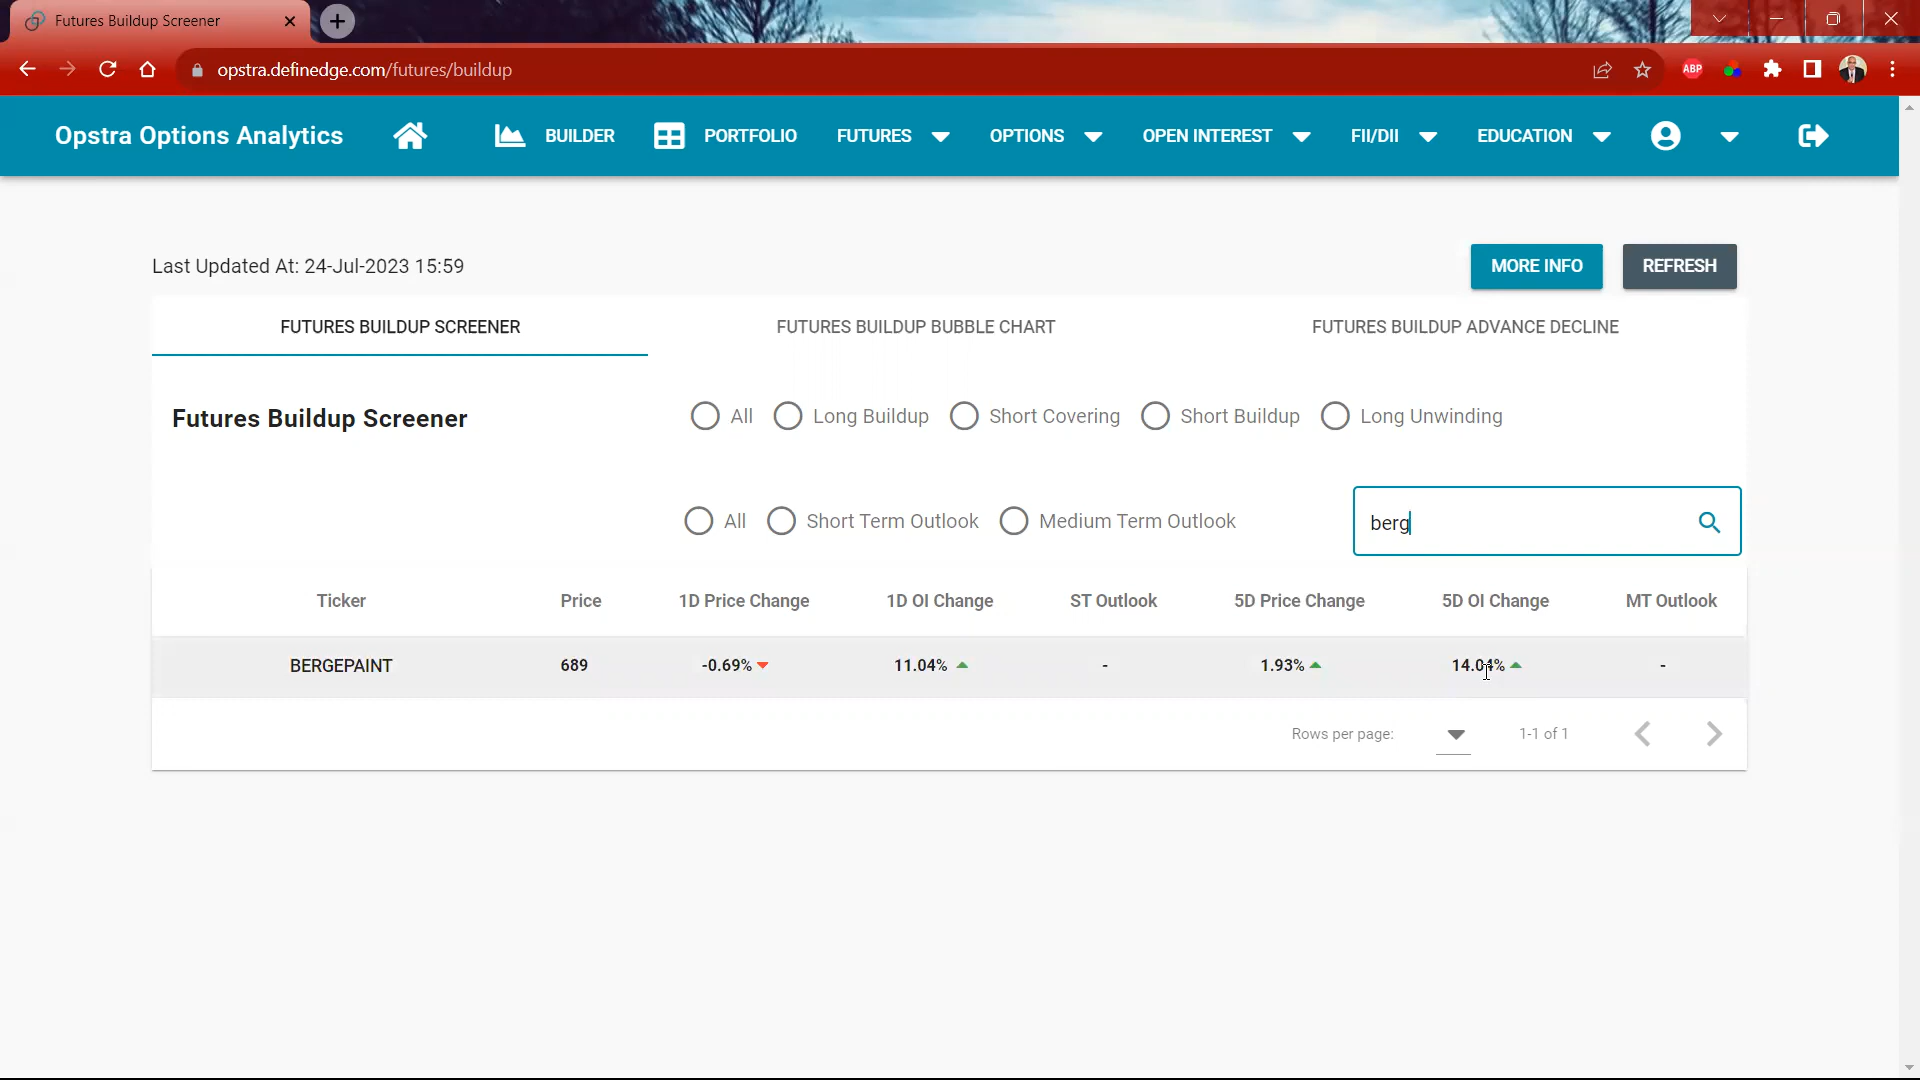 Futures Buildup Screener
opstra.definedge.com/futures/buildup
ABP
Opstra Options Analytics BUILDER PORTFOLIO FUTURES OPTIONS OPEN INTEREST FII/DII EDUCATION
Last Updated At: 24-Jul-2023 15:59 MORE INFO REFRESH
FUTURES BUILDUP SCREENER FUTURES BUILDUP BUBBLE CHART FUTURES BUILDUP ADVANCE DECLINE
Futures Buildup Screener All Long Buildup Short Covering Short Buildup Long Unwinding
All Short Term Outlook Medium Term Outlook berg
Ticker Price 1D Price Change 1D OI Change ST Outlook 5D Price Change 5D OI Change MT Outlook
BERGEPAINT 689 -0.69% 11.04% - 1.93% 14.04% -
Rows per page: 1-1 of 1